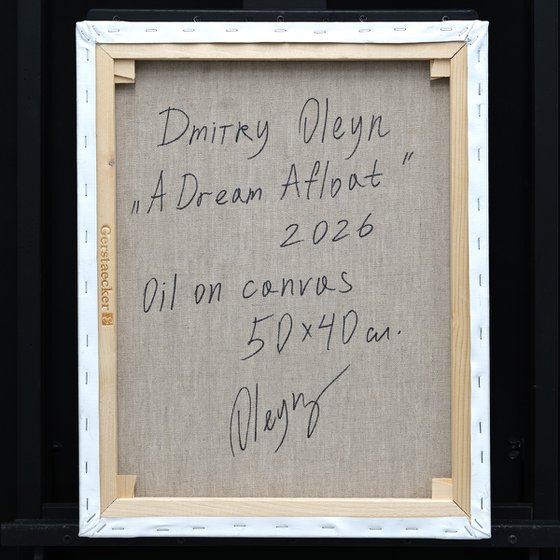 Dmitry Oleyn
„A Dream Afloat”
2026
Oil on canvas
50x40 cm.
Oleyn
Gerstaecker